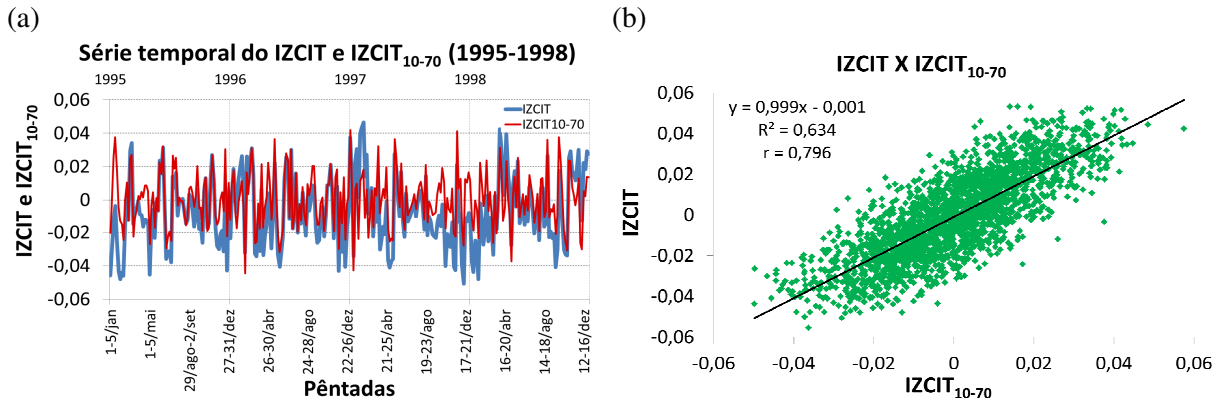 (a)
Série temporal do IZCIT e IZCIT10-70 (1995-1998)
1995 1996 1997 1998
IZCIT e IZCIT10-70
0,06
0,04
0,02
0
-0,02
-0,04
-0,06
IZCIT
IZCIT10-70
1-5/jan
1-5/mai
29/ago-2/set
27-31/dez
26-30/abr
24-28/ago
22-26/dez
21-25/abr
19-23/ago
17-21/dez
16-20/abr
14-18/ago
12-16/dez
Pêntadas
(b)
IZCIT X IZCIT10-70
y = 0,999x - 0,001
R² = 0,634
r = 0,796
IZCIT
0,06
0,04
0,02
0
-0,02
-0,04
-0,06
-0,06 -0,04 -0,02 0 0,02 0,04 0,06
IZCIT10-70